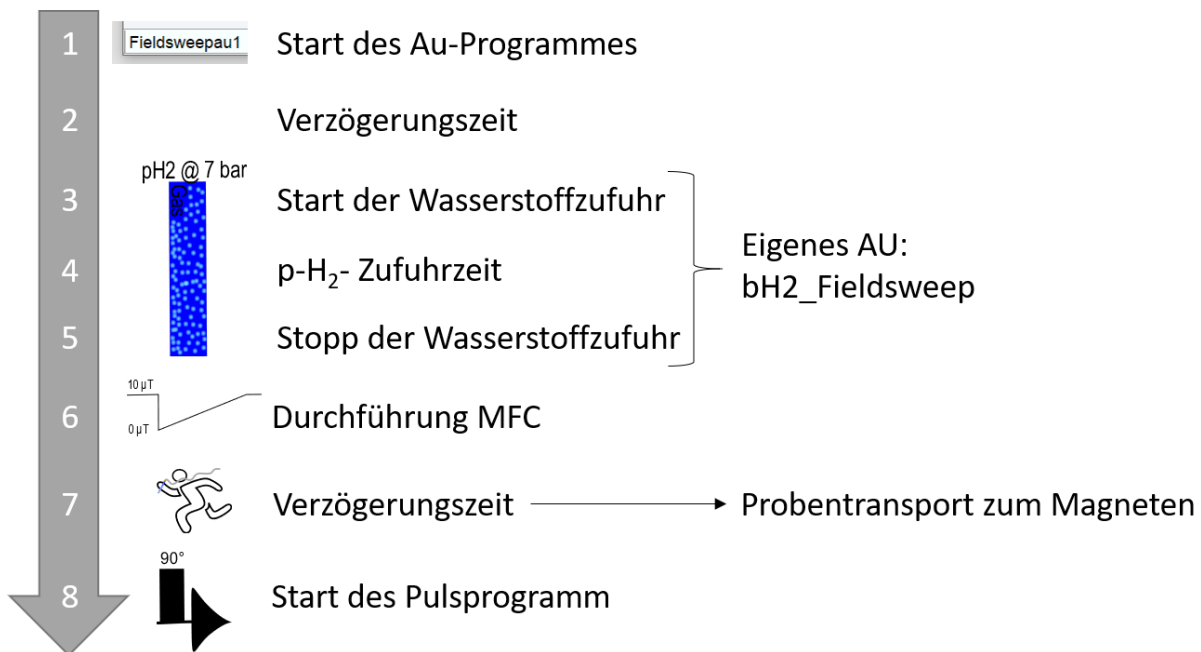 1 Fieldsweepau1 Start des Au-Programmes
2 Verzögerungszeit
pH2 @ 7 bar
Gas
3 Start der Wasserstoffzufuhr
4 p-H₂- Zufuhrzeit
Eigenes AU:
bH2_Fieldsweep
5 Stopp der Wasserstoffzufuhr
10 µT
0 µT
6 Durchführung MFC
7 Verzögerungszeit Probentransport zum Magneten
90°
8 Start des Pulsprogramm